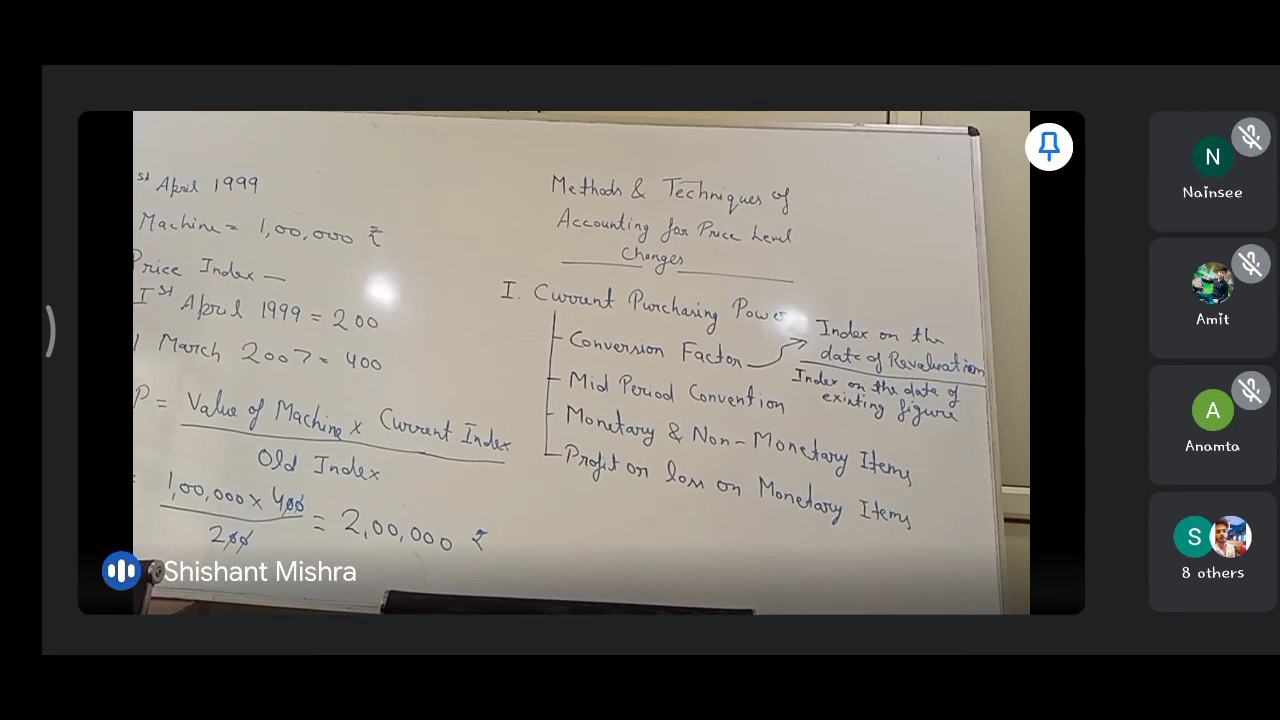 st April 1999
Machine = 1,00,000 ₹
Price Index —
Ist April 1999 = 200
1 March 2007 = 400
P = Value of Machine x Current Index
Old Index
= 1,00,000 x 400
200
= 2,00,000 ₹
Methods & Techniques of
Accounting for Price Level
Changes
I. Current Purchasing Power
Conversion Factor
Index on the
date of Revaluation
Index on the date of
existing figure
Mid Period Convention
Monetary & Non-Monetary Items
Profit or loss on Monetary Items
Shishant Mishra
N
Nainsee
Amit
A
Anamta
S
8 others